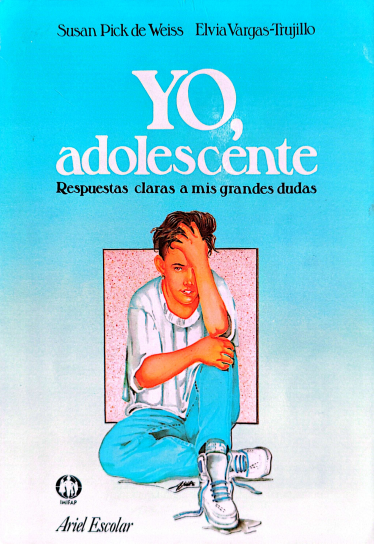 Susan Pick de Weiss Elvia Vargas-Trujillo
YO,
adolescente
Respuestas claras a mis grandes dudas
IMIFAP
Ariel Escolar